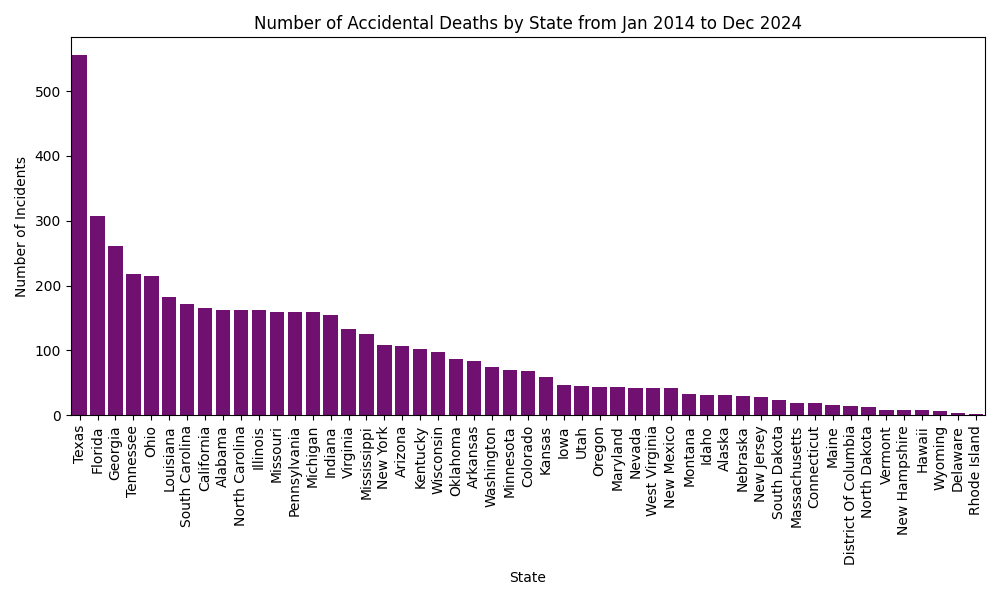 Number of Accidental Deaths by State from Jan 2014 to Dec 2024
Number of Incidents
500
400
300
200
100
0
Texas
Florida
Georgia
Tennessee
Ohio
Louisiana
South Carolina
California
Alabama
North Carolina
Illinois
Missouri
Pennsylvania
Michigan
Indiana
Virginia
Mississippi
New York
Arizona
Kentucky
Wisconsin
Oklahoma
Arkansas
Washington
Minnesota
Colorado
Kansas
Iowa
Utah
Oregon
Maryland
Nevada
West Virginia
New Mexico
Montana
Idaho
Alaska
Nebraska
New Jersey
South Dakota
Massachusetts
Connecticut
Maine
District Of Columbia
North Dakota
Vermont
New Hampshire
Hawaii
Wyoming
Delaware
Rhode Island
State